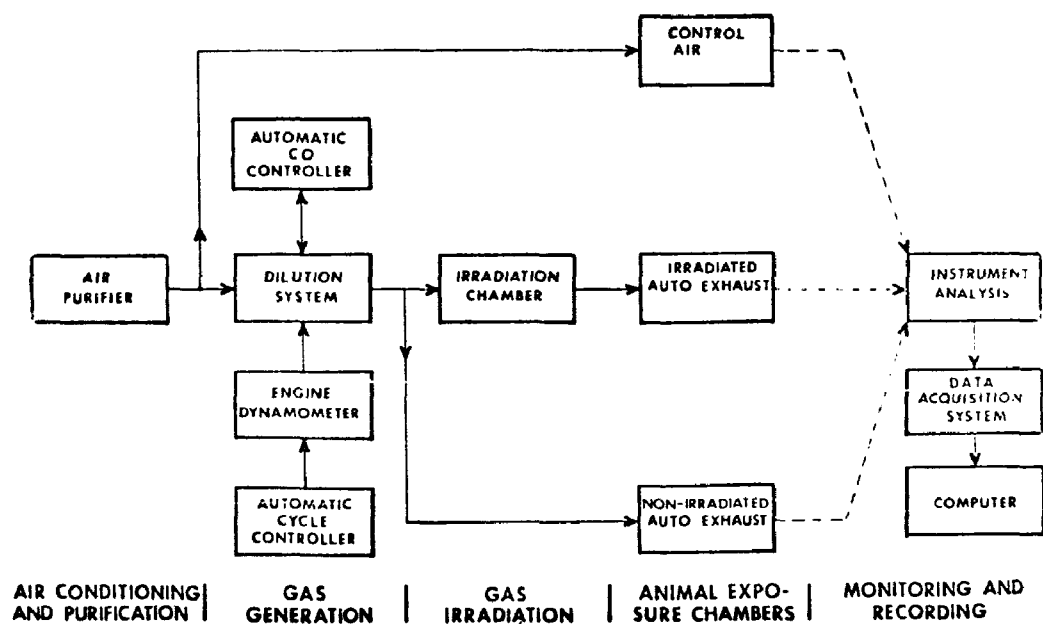 CONTROL
AIR
AUTOMATIC
CO
CONTROLLER
AIR
PURIFIER
DILUTION
SYSTEM
IRRADIATION
CHAMBER
IRRADIATED
AUTO EXHAUST
INSTRUMENT
ANALYSIS
ENGINE
DYNAMOMETER
DATA
ACQUISITION
SYSTEM
AUTOMATIC
CYCLE
CONTROLLER
NON-IRRADIATED
AUTO EXHAUST
COMPUTER
AIR CONDITIONING
AND PURIFICATION
GAS
GENERATION
GAS
IRRADIATION
ANIMAL EXPO-
SURE CHAMBERS
MONITORING AND
RECORDING